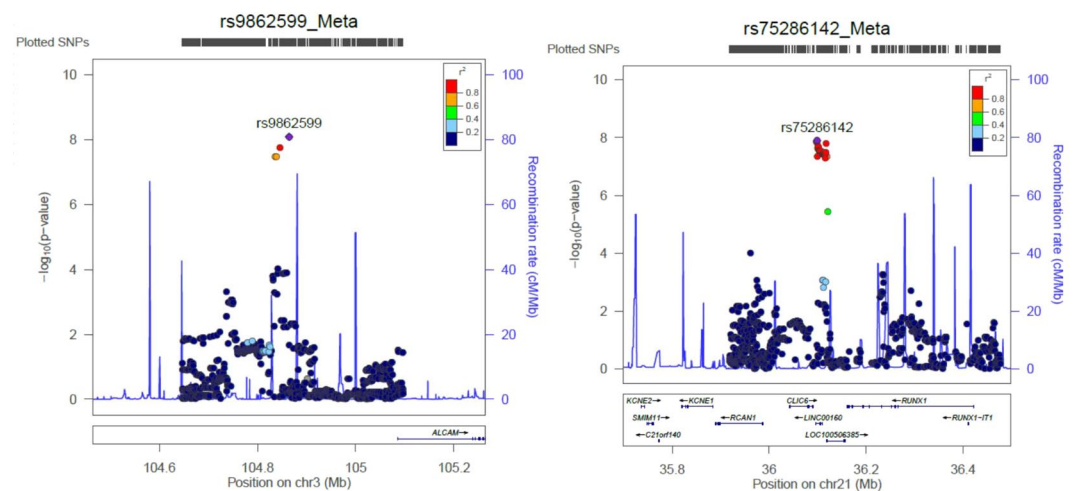 rs9862599_Meta
Plotted SNPs
r²
0.8
0.6
0.4
0.2
rs9862599
10
8
6
4
2
0
−log₁₀(p−value)
100
80
60
40
20
0
Recombination rate (cM/Mb)
ALCAM→
104.6 104.8 105 105.2
Position on chr3 (Mb)
rs75286142_Meta
Plotted SNPs
r²
0.8
0.6
0.4
0.2
rs75286142
10
8
6
4
2
0
−log₁₀(p−value)
100
80
60
40
20
0
Recombination rate (cM/Mb)
KCNE2→ ←KCNE1 CLIC6→ ←RUNX1
SMIM11→ ←RCAN1 ←LINC00160 RUNX1−IT1→
←C21orf140 LOC100506385→
35.8 36 36.2 36.4
Position on chr21 (Mb)